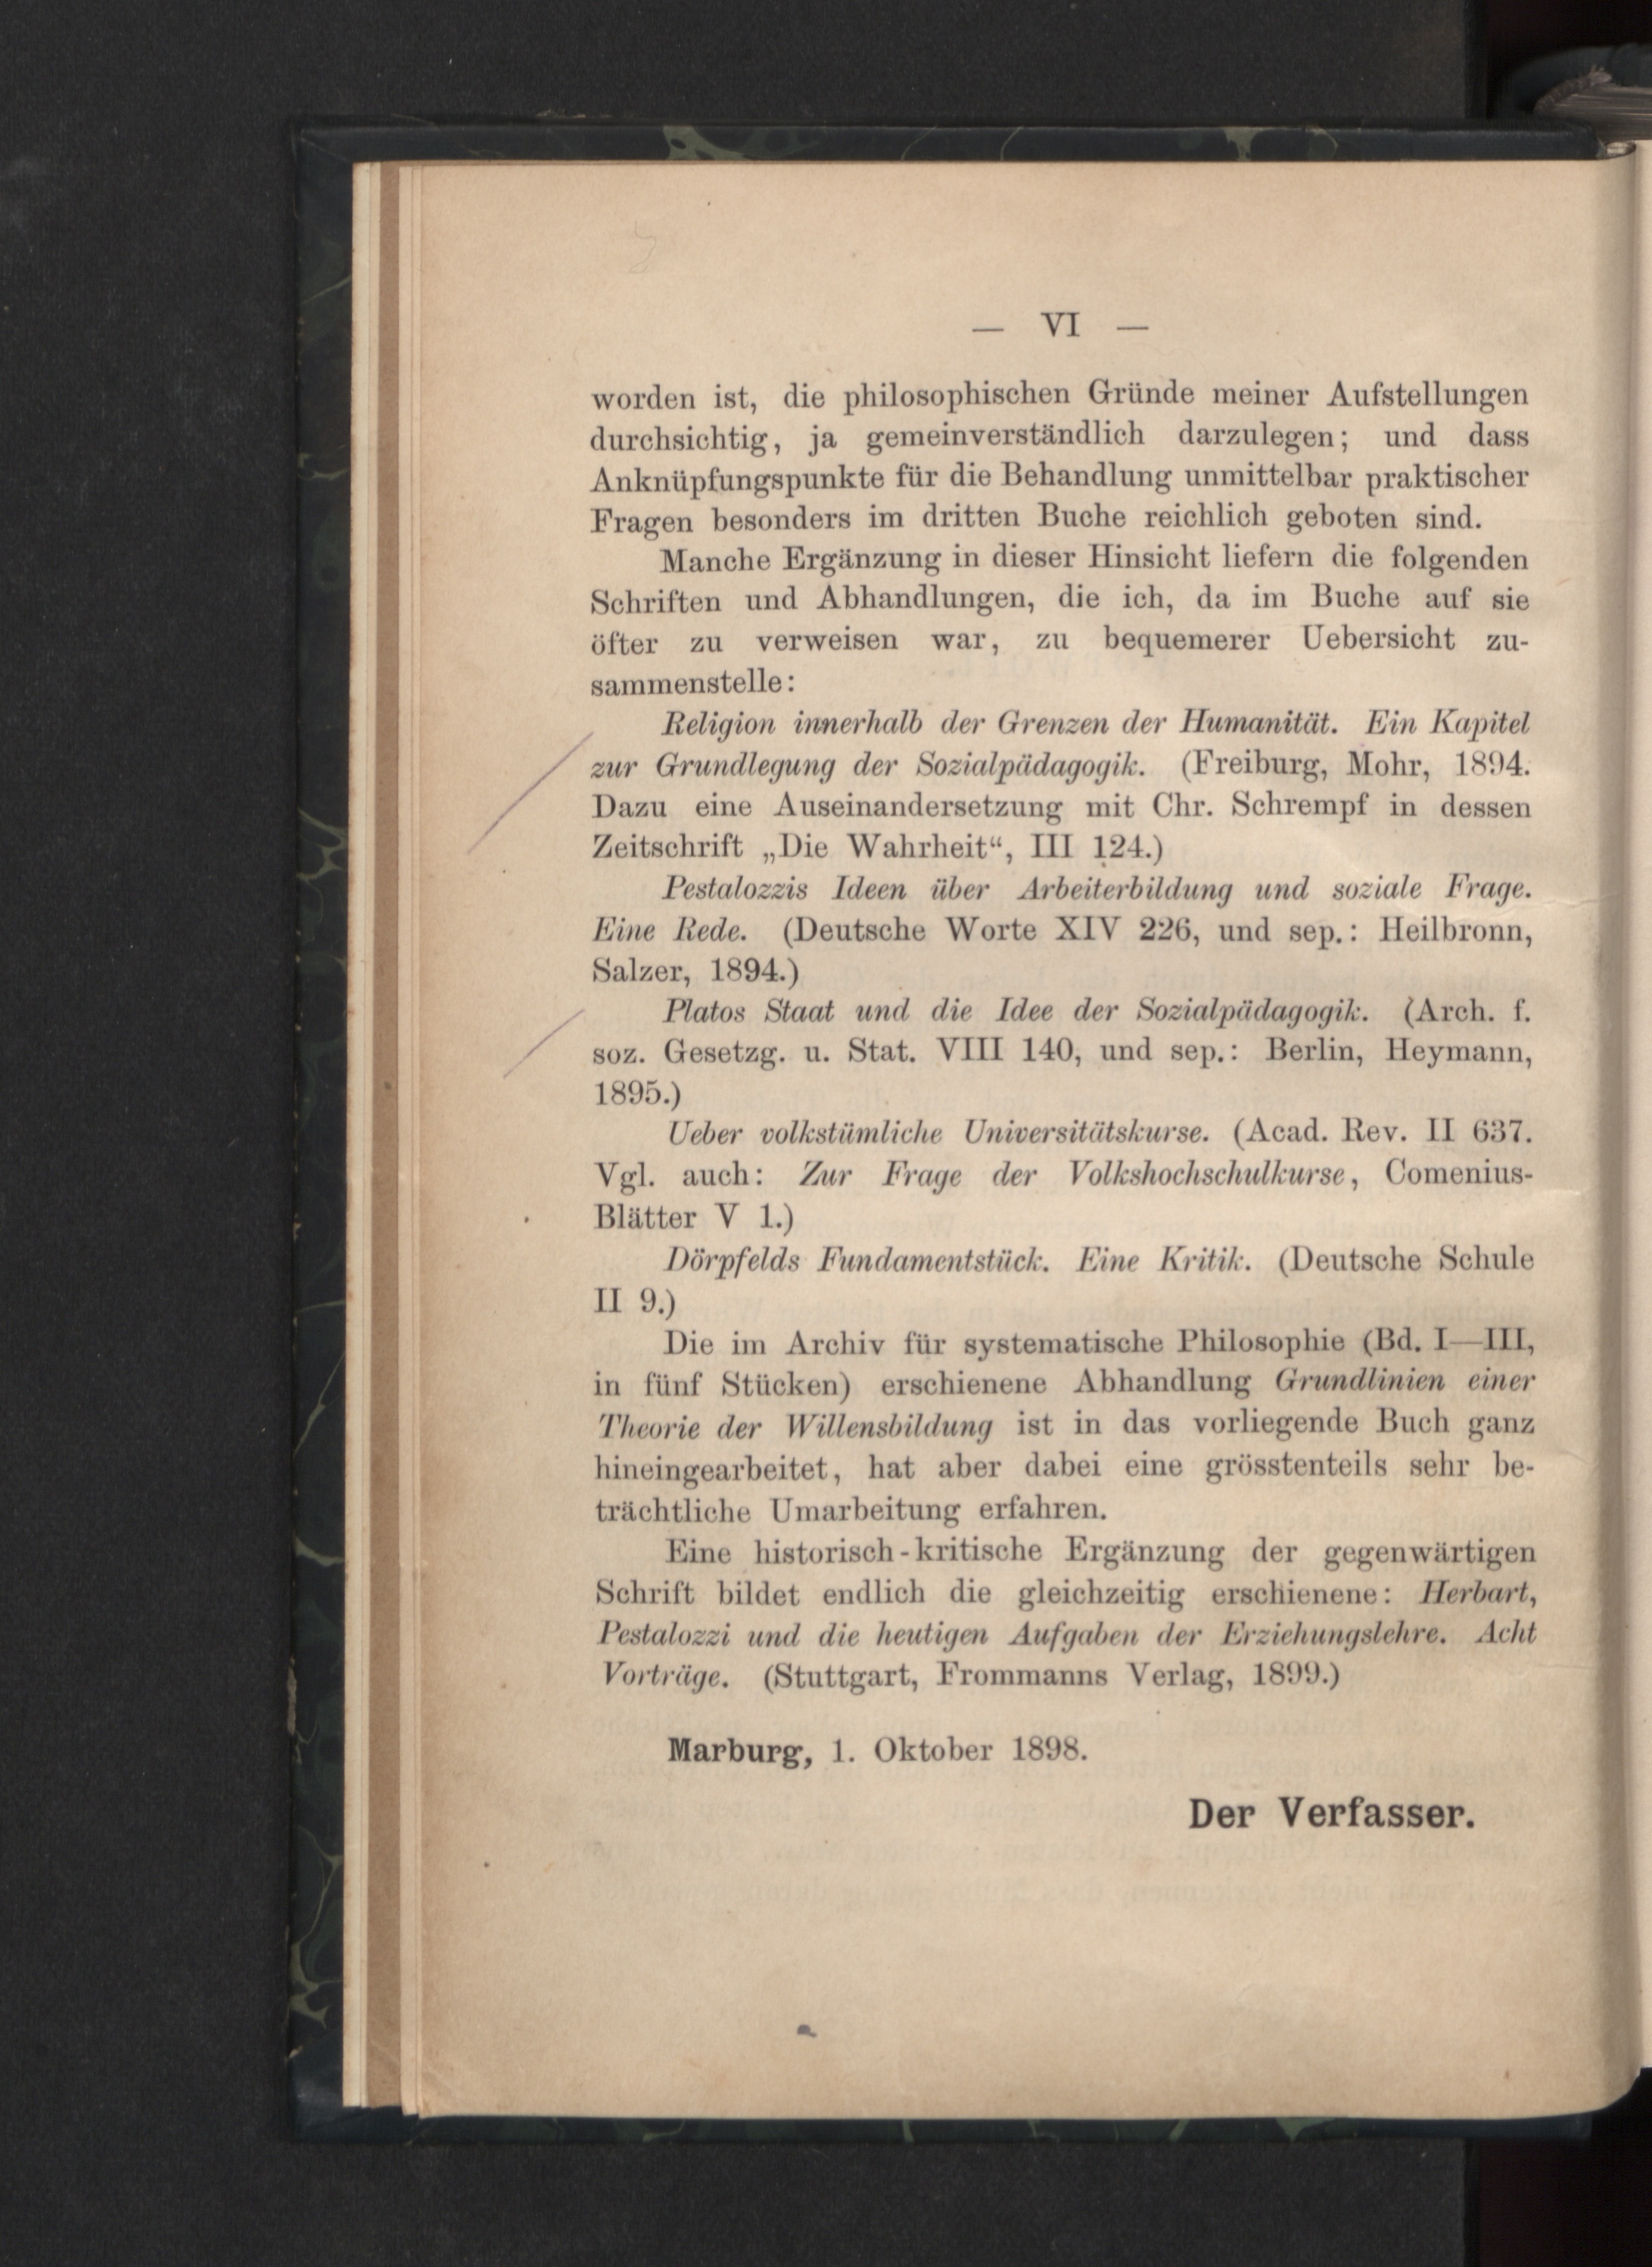 — VI —
worden ist, die philosophischen Gründe meiner Aufstellungen
durchsichtig, ja gemeinverständlich darzulegen; und dass
Anknüpfungspunkte für die Behandlung unmittelbar praktischer
Fragen besonders im dritten Buche reichlich geboten sind.
Manche Ergänzung in dieser Hinsicht liefern die folgenden
Schriften und Abhandlungen, die ich, da im Buche auf sie
öfter zu verweisen war, zu bequemerer Uebersicht zu-
sammenstelle:
Religion innerhalb der Grenzen der Humanität. Ein Kapitel
zur Grundlegung der Sozialpädagogik. (Freiburg, Mohr, 1894.
Dazu eine Auseinandersetzung mit Chr. Schrempf in dessen
Zeitschrift „Die Wahrheit“, III 124.)
Pestalozzis Ideen über Arbeiterbildung und soziale Frage.
Eine Rede. (Deutsche Worte XIV 226, und sep.: Heilbronn,
Salzer, 1894.)
Platos Staat und die Idee der Sozialpädagogik. (Arch. f.
soz. Gesetzg. u. Stat. VIII 140, und sep.: Berlin, Heymann,
1895.)
Ueber volkstümliche Universitätskurse. (Acad. Rev. II 637.
Vgl. auch: Zur Frage der Volkshochschulkurse, Comenius-
Blätter V 1.)
Dörpfelds Fundamentstück. Eine Kritik. (Deutsche Schule
II 9.)
Die im Archiv für systematische Philosophie (Bd. I—III,
in fünf Stücken) erschienene Abhandlung Grundlinien einer
Theorie der Willensbildung ist in das vorliegende Buch ganz
hineingearbeitet, hat aber dabei eine grösstenteils sehr be-
trächtliche Umarbeitung erfahren.
Eine historisch-kritische Ergänzung der gegenwärtigen
Schrift bildet endlich die gleichzeitig erschienene: Herbart,
Pestalozzi und die heutigen Aufgaben der Erziehungslehre. Acht
Vorträge. (Stuttgart, Frommanns Verlag, 1899.)
Marburg, 1. Oktober 1898.
Der Verfasser.